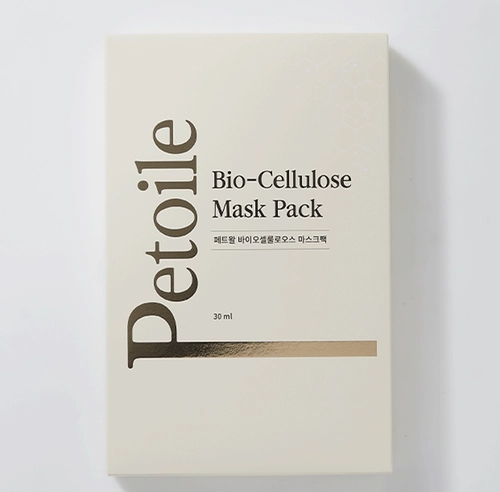 Petoile
Bio-Cellulose
Mask Pack
페트왈 바이오셀룰로오스 마스크팩
30 ml